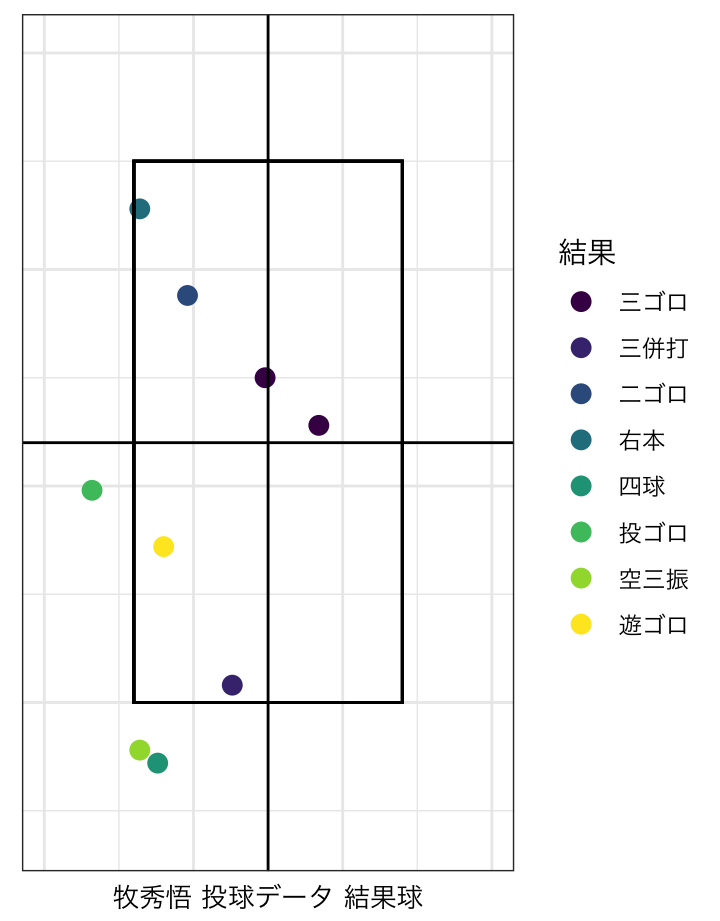 結果
三ゴロ
三併打
二ゴロ
右本
四球
投ゴロ
空三振
遊ゴロ
牧秀悟 投球データ 結果球